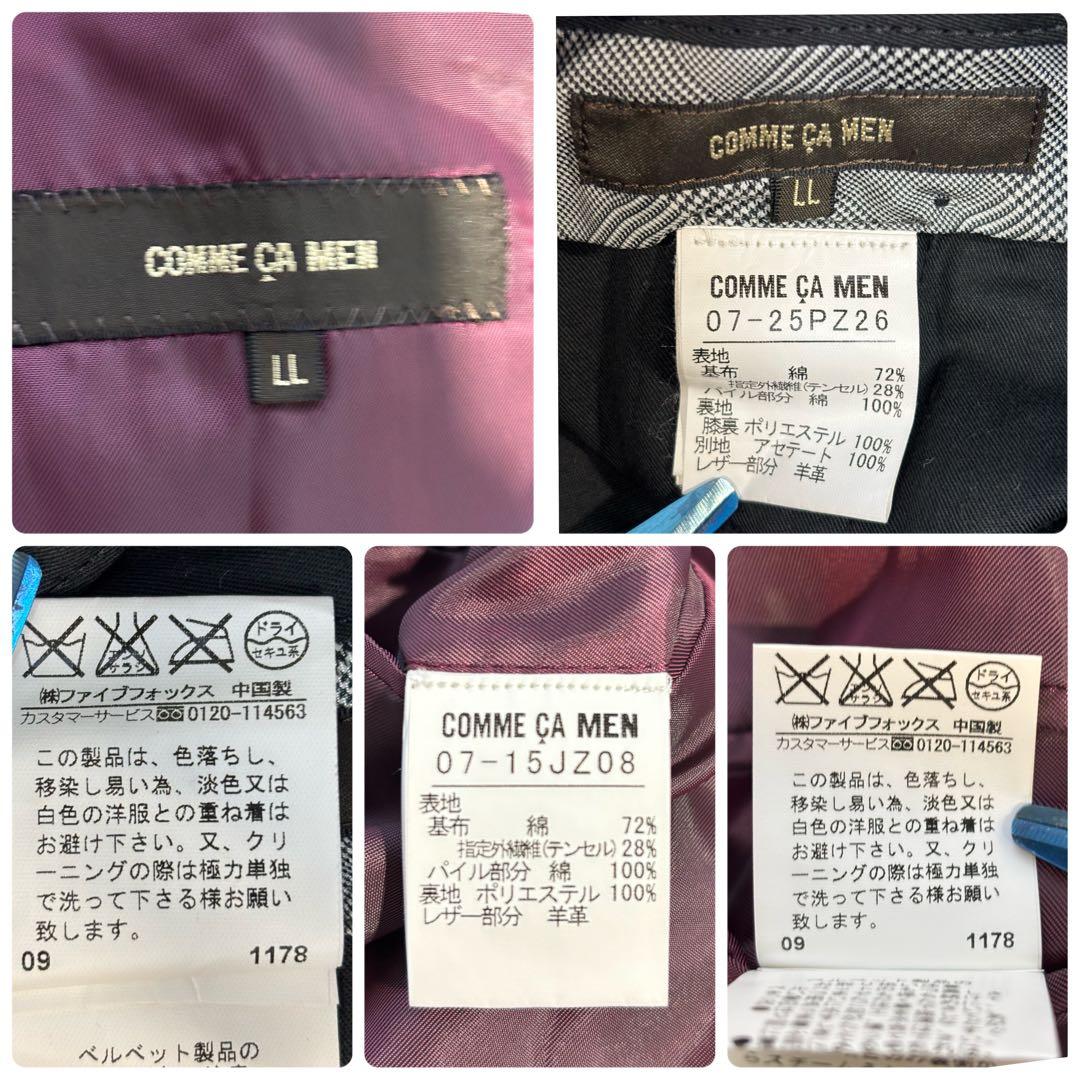 COMME ÇA MEN
LL
COMME ÇA MEN
LL
COMME ÇA MEN
07-25PZ26
表地
基布 綿 72%
指定外繊維(テンセル) 28%
パイル部分 綿 100%
裏地
膝裏 ポリエステル 100%
別地 アセテート 100%
レザー部分 羊革
エンソ
サラシ
ドライ
セキユ系
㈱ファイブフォックス 中国製
カスタマーサービス 0120-114563
この製品は、色落ちし、
移染し易い為、淡色又は
白色の洋服との重ね着は
お避け下さい。又、クリ
ーニングの際は極力単独
で洗って下さる様お願い
致します。
09 1178
ベルベット製品の
COMME ÇA MEN
07-15JZ08
表地
基布 綿 72%
指定外繊維(テンセル) 28%
パイル部分 綿 100%
裏地 ポリエステル 100%
レザー部分 羊革
エンソ
サラシ
ドライ
セキユ系
㈱ファイブフォックス 中国製
カスタマーサービス 0120-114563
この製品は、色落ちし、
移染し易い為、淡色又は
白色の洋服との重ね着は
お避け下さい。又、クリ
ーニングの際は極力単独
で洗って下さる様お願い
致します。
09 1178